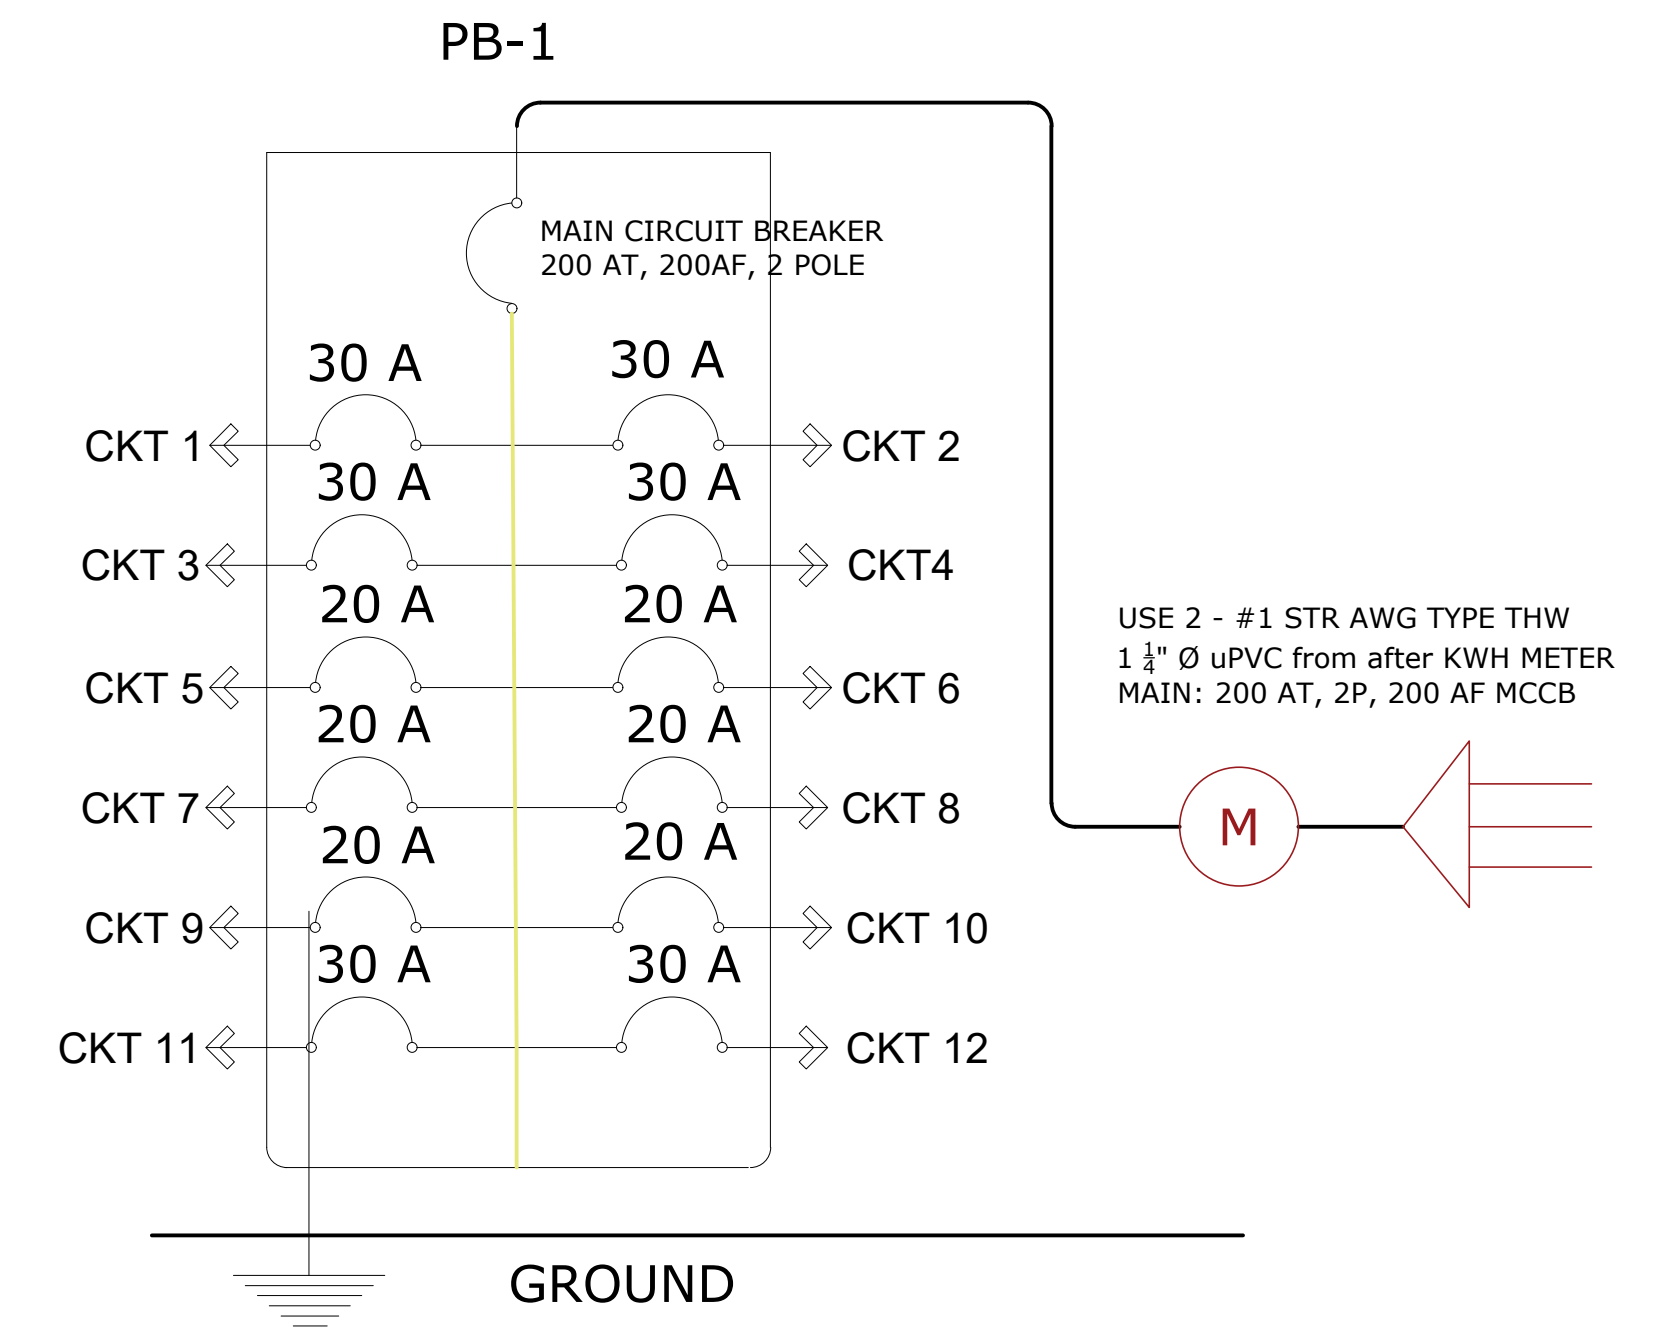 PB-1
MAIN CIRCUIT BREAKER
200 AT, 200AF, 2 POLE
30 A
30 A
CKT 1
CKT 2
30 A
30 A
CKT 3
CKT4
20 A
20 A
CKT 5
CKT 6
20 A
20 A
CKT 7
CKT 8
20 A
20 A
CKT 9
CKT 10
30 A
30 A
CKT 11
CKT 12
USE 2 - #1 STR AWG TYPE THW
1 1/4" Ø uPVC from after KWH METER
MAIN: 200 AT, 2P, 200 AF MCCB
M
GROUND